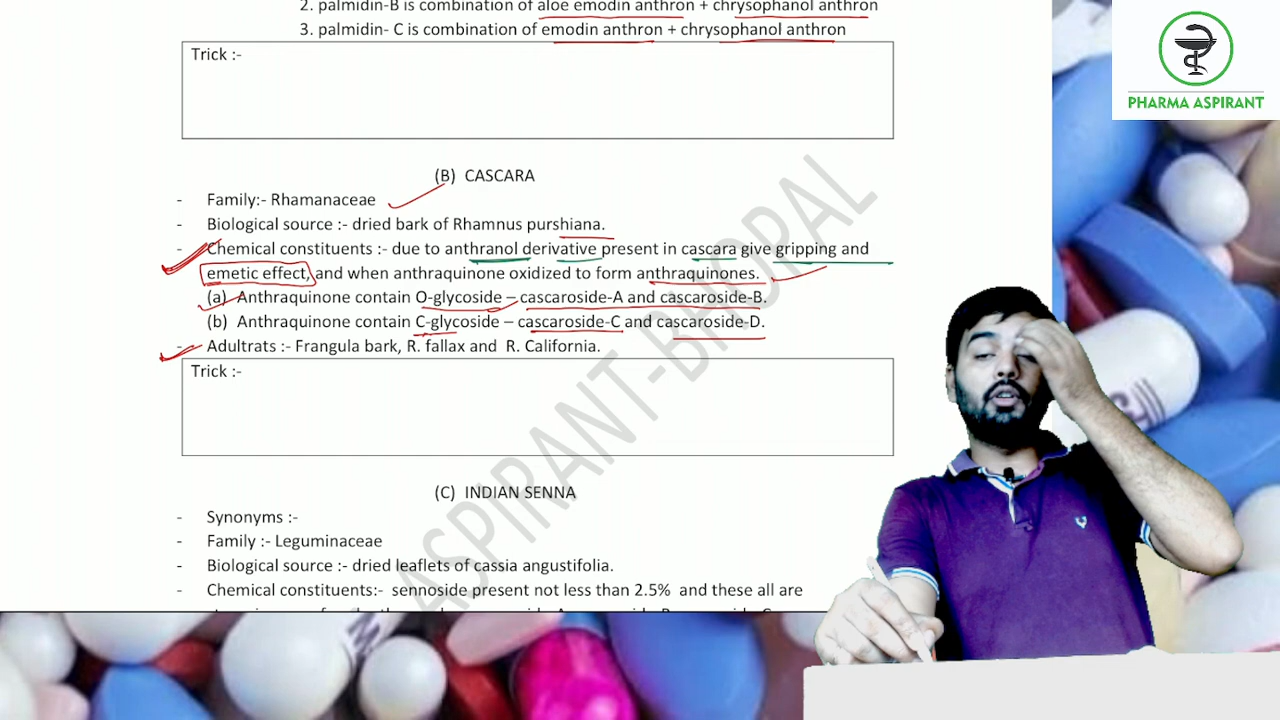 2. palmidin-B is combination of aloe emodin anthron + chrysophanol anthron
3. palmidin- C is combination of emodin anthron + chrysophanol anthron
Trick :-
PHARMA ASPIRANT
(B) CASCARA
- Family:- Rhamanaceae
- Biological source :- dried bark of Rhamnus purshiana.
- Chemical constituents :- due to anthranol derivative present in cascara give gripping and
emetic effect, and when anthraquinone oxidized to form anthraquinones.
(a) Anthraquinone contain O-glycoside – cascaroside-A and cascaroside-B.
(b) Anthraquinone contain C-glycoside – cascaroside-C and cascaroside-D.
- Adultrats :- Frangula bark, R. fallax and R. California.
Trick :-
(C) INDIAN SENNA
- Synonyms :-
- Family :- Leguminaceae
- Biological source :- dried leaflets of cassia angustifolia.
- Chemical constituents:- sennoside present not less than 2.5% and these all are
ASPIRANT-BHOPAL